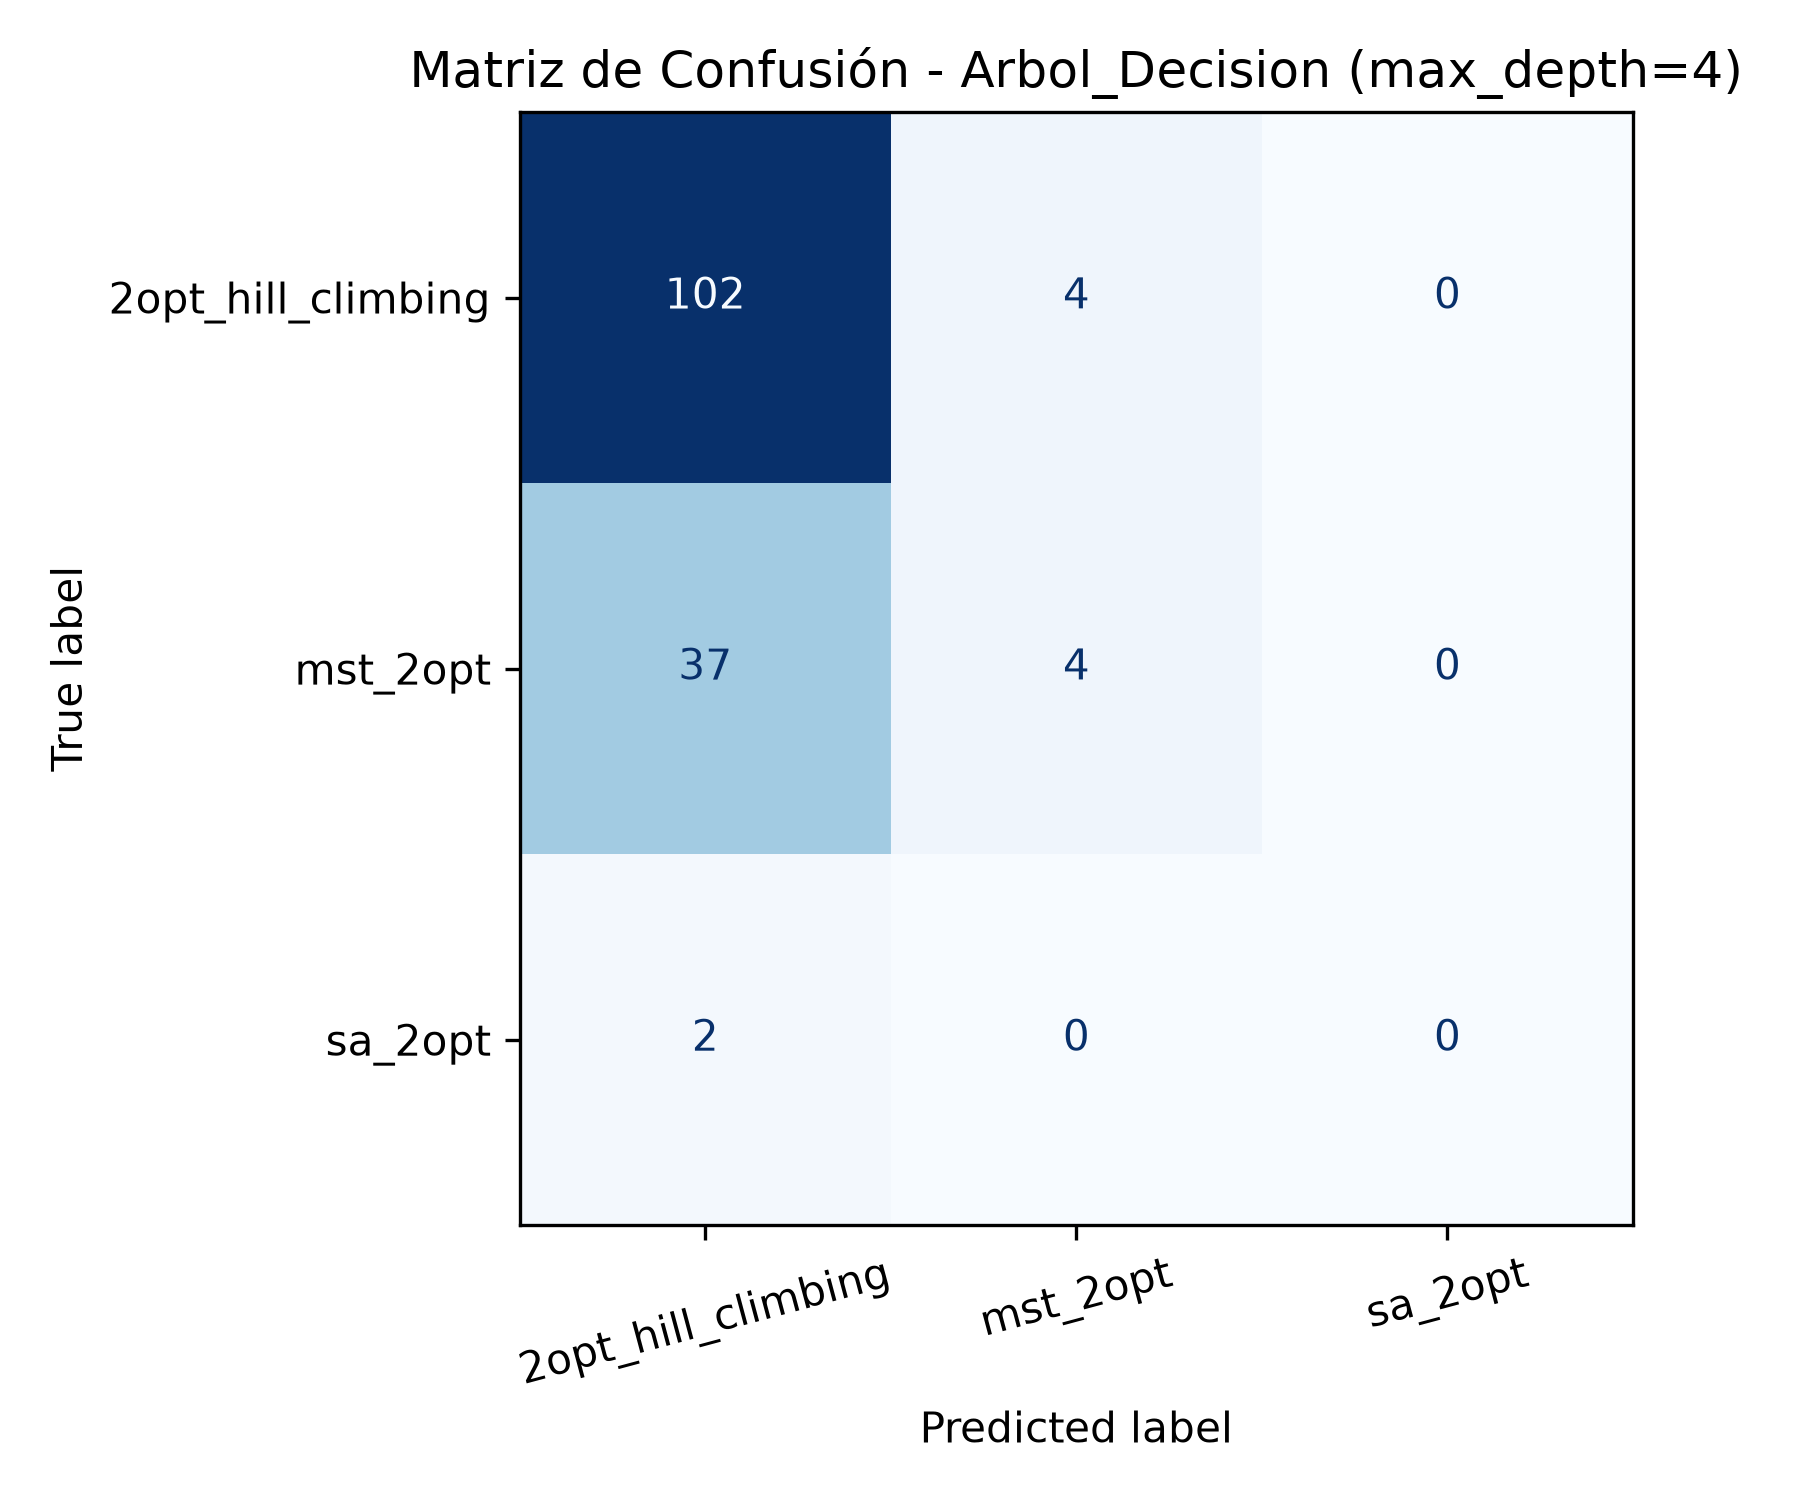 Matriz de Confusión - Arbol_Decision (max_depth=4)
2opt_hill_climbing
102
4
0
mst_2opt
37
4
0
sa_2opt
2
0
0
True label
2opt_hill_climbing
mst_2opt
sa_2opt
Predicted label